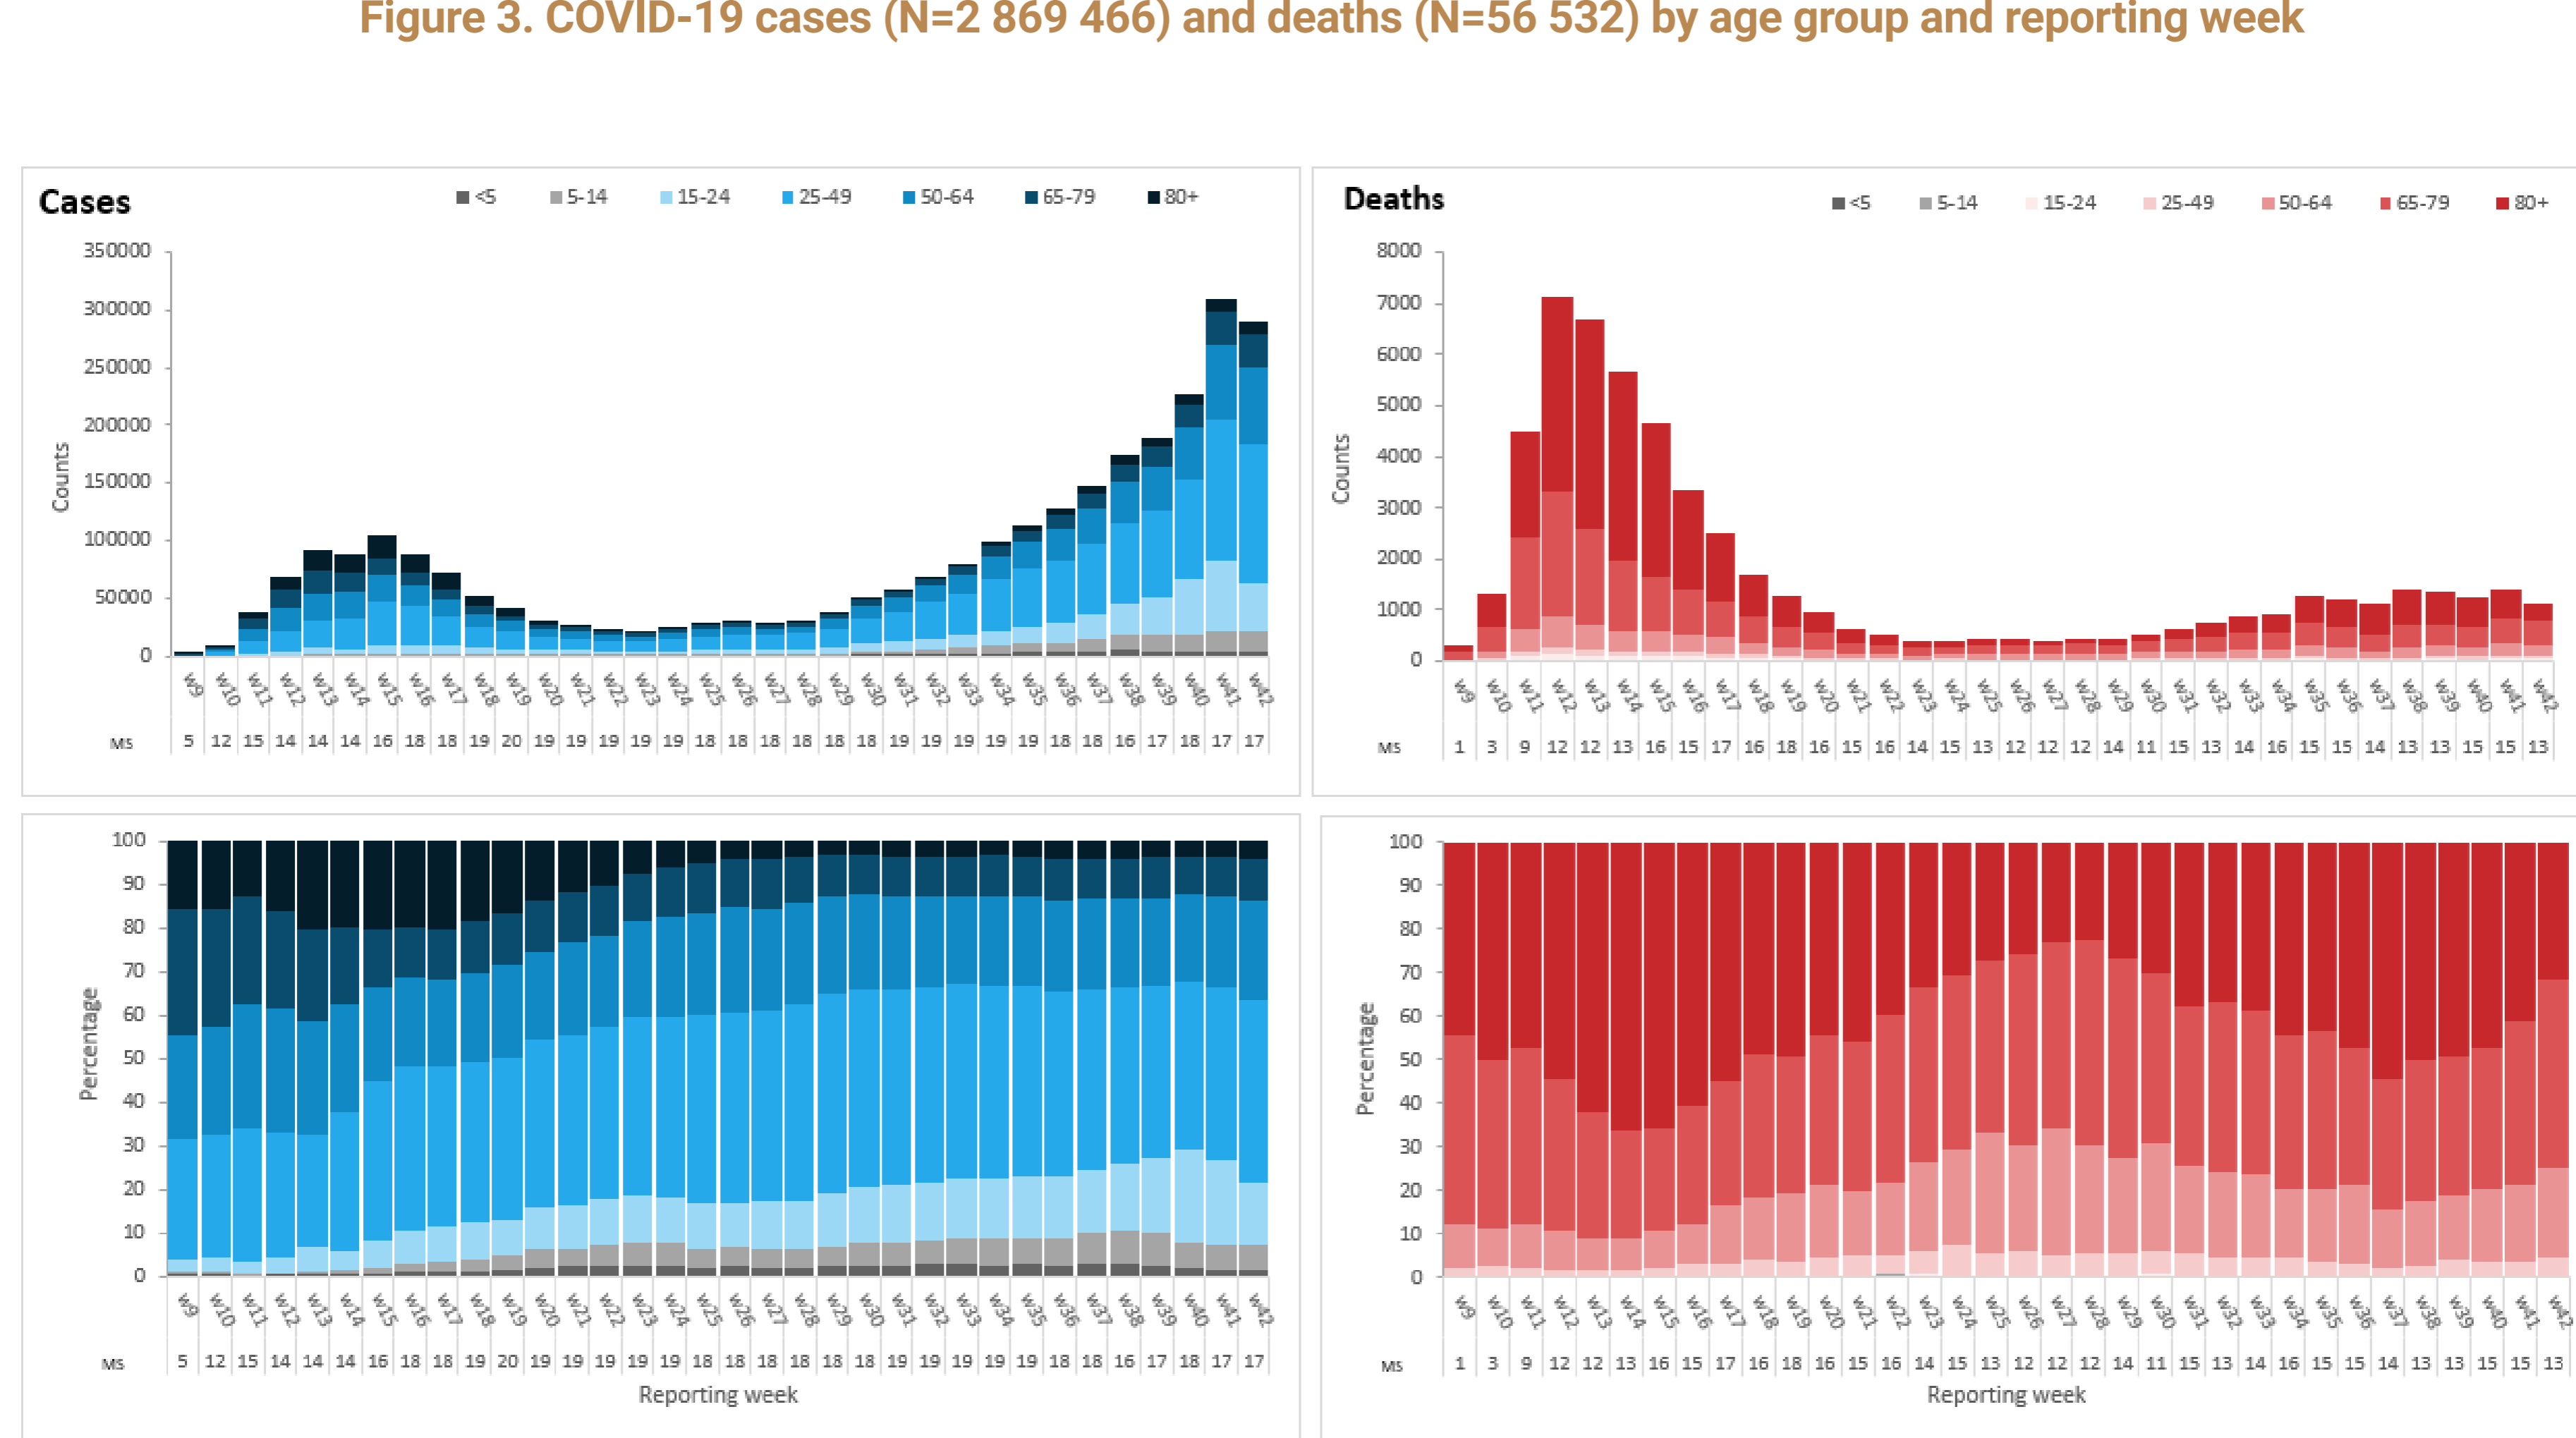 Figure 3. COVID-19 cases (N=2 869 466) and deaths (N=56 532) by age group and reporting week
Cases
<5 5-14 15-24 25-49 50-64 65-79 80+
350000
300000
250000
200000
150000
100000
50000
0
Counts
w9 w10 w11 w12 w13 w14 w15 w16 w17 w18 w19 w20 w21 w22 w23 w24 w25 w26 w27 w28 w29 w30 w31 w32 w33 w34 w35 w36 w37 w38 w39 w40 w41 w42
MS 5 12 15 14 14 14 16 18 18 19 20 19 19 19 19 19 18 18 18 18 18 18 19 19 19 19 19 18 18 16 17 18 17 17
Deaths
<5 5-14 15-24 25-49 50-64 65-79 80+
8000
7000
6000
5000
4000
3000
2000
1000
0
Counts
w9 w10 w11 w12 w13 w14 w15 w16 w17 w18 w19 w20 w21 w22 w23 w24 w25 w26 w27 w28 w29 w30 w31 w32 w33 w34 w35 w36 w37 w38 w39 w40 w41 w42
MS 1 3 9 12 12 13 16 15 17 16 18 16 15 16 14 15 13 12 12 12 14 11 15 13 14 16 15 15 14 13 13 15 15 13
100
90
80
70
60
50
40
30
20
10
0
Percentage
w9 w10 w11 w12 w13 w14 w15 w16 w17 w18 w19 w20 w21 w22 w23 w24 w25 w26 w27 w28 w29 w30 w31 w32 w33 w34 w35 w36 w37 w38 w39 w40 w41 w42
MS 5 12 15 14 14 14 16 18 18 19 20 19 19 19 19 19 18 18 18 18 18 18 19 19 19 19 19 18 18 16 17 18 17 17
Reporting week
100
90
80
70
60
50
40
30
20
10
0
Percentage
w9 w10 w11 w12 w13 w14 w15 w16 w17 w18 w19 w20 w21 w22 w23 w24 w25 w26 w27 w28 w29 w30 w31 w32 w33 w34 w35 w36 w37 w38 w39 w40 w41 w42
MS 1 3 9 12 12 13 16 15 17 16 18 16 15 16 14 15 13 12 12 12 14 11 15 13 14 16 15 15 14 13 13 15 15 13
Reporting week